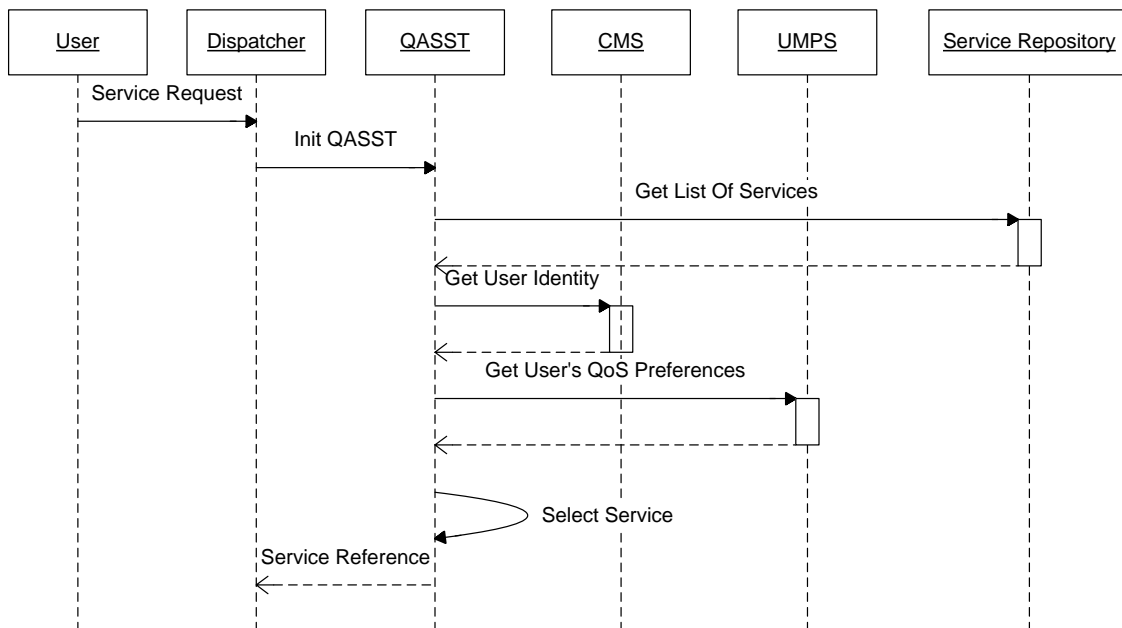 User
Dispatcher
QASST
CMS
UMPS
Service Repository
Service Request
Init QASST
Get List Of Services
Get User Identity
Get User's QoS Preferences
Select Service
Service Reference